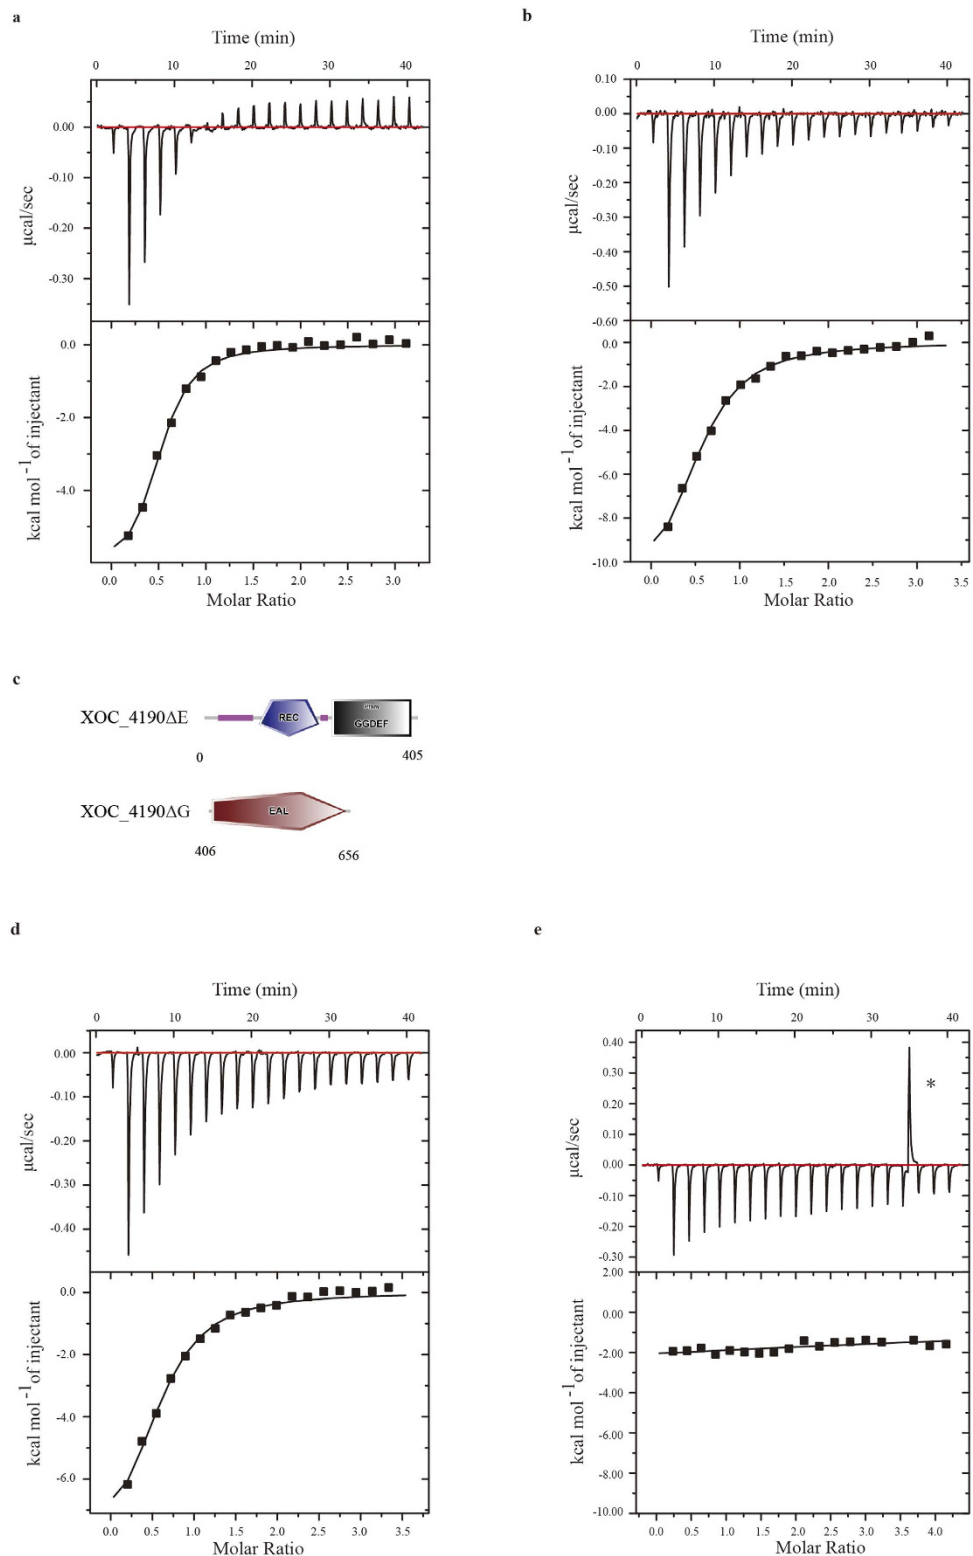 a
Time (min)
0 10 20 30 40
0.00
-0.10
-0.20
-0.30
μcal/sec
0.0
-2.0
-4.0
kcal mol⁻¹of injectant
0.0 0.5 1.0 1.5 2.0 2.5 3.0
Molar Ratio
b
Time (min)
0 10 20 30 40
0.10
0.00
-0.10
-0.20
-0.30
-0.40
-0.50
-0.60
μcal/sec
0.0
-2.0
-4.0
-6.0
-8.0
-10.0
kcal mol⁻¹of injectant
0.0 0.5 1.0 1.5 2.0 2.5 3.0 3.5
Molar Ratio
c
XOC_4190ΔE
REC
GGDEF
0 405
XOC_4190ΔG
EAL
406 656
d
Time (min)
0 10 20 30 40
0.00
-0.10
-0.20
-0.30
-0.40
μcal/sec
0.0
-2.0
-4.0
-6.0
kcal mol⁻¹of injectant
0.0 0.5 1.0 1.5 2.0 2.5 3.0 3.5
Molar Ratio
e
Time (min)
0 10 20 30 40
0.40
0.30
0.20
0.10
0.00
-0.10
-0.20
-0.30
μcal/sec
*
2.00
0.00
-2.00
-4.00
-6.00
-8.00
-10.00
kcal mol⁻¹of injectant
0.0 0.5 1.0 1.5 2.0 2.5 3.0 3.5 4.0
Molar Ratio